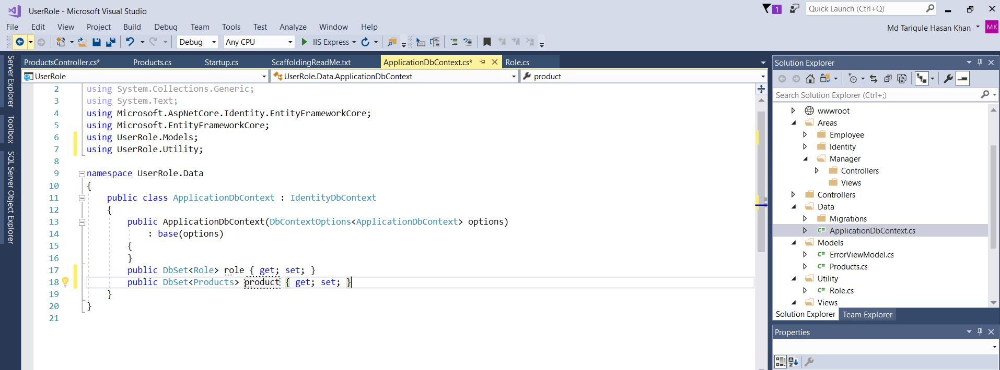 UserRole - Microsoft Visual Studio
1
Quick Launch (Ctrl+Q)
File Edit View Project Build Debug Team Tools Test Analyze Window Help
Md Tariqule Hasan Khan MK
Debug Any CPU IIS Express
Server Explorer
Toolbox
SQL Server Object Explorer
ProductsController.cs* Products.cs Startup.cs ScaffoldingReadMe.txt ApplicationDbContext.cs* Role.cs
UserRole UserRole.Data.ApplicationDbContext product
2 using System.Collections.Generic;
3 using System.Text;
4 using Microsoft.AspNetCore.Identity.EntityFrameworkCore;
5 using Microsoft.EntityFrameworkCore;
6 using UserRole.Models;
7 using UserRole.Utility;
8
9 namespace UserRole.Data
10 {
11 public class ApplicationDbContext : IdentityDbContext
12 {
13 public ApplicationDbContext(DbContextOptions<ApplicationDbContext> options)
14 : base(options)
15 {
16 }
17 public DbSet<Role> role { get; set; }
18 public DbSet<Products> product { get; set; }
19 }
20 }
21
Solution Explorer
Search Solution Explorer (Ctrl+;)
wwwroot
Areas
Employee
Identity
Manager
Controllers
Views
Controllers
Data
Migrations
C# ApplicationDbContext.cs
Models
C# ErrorViewModel.cs
C# Products.cs
Utility
C# Role.cs
Views
Solution Explorer Team Explorer
Properties